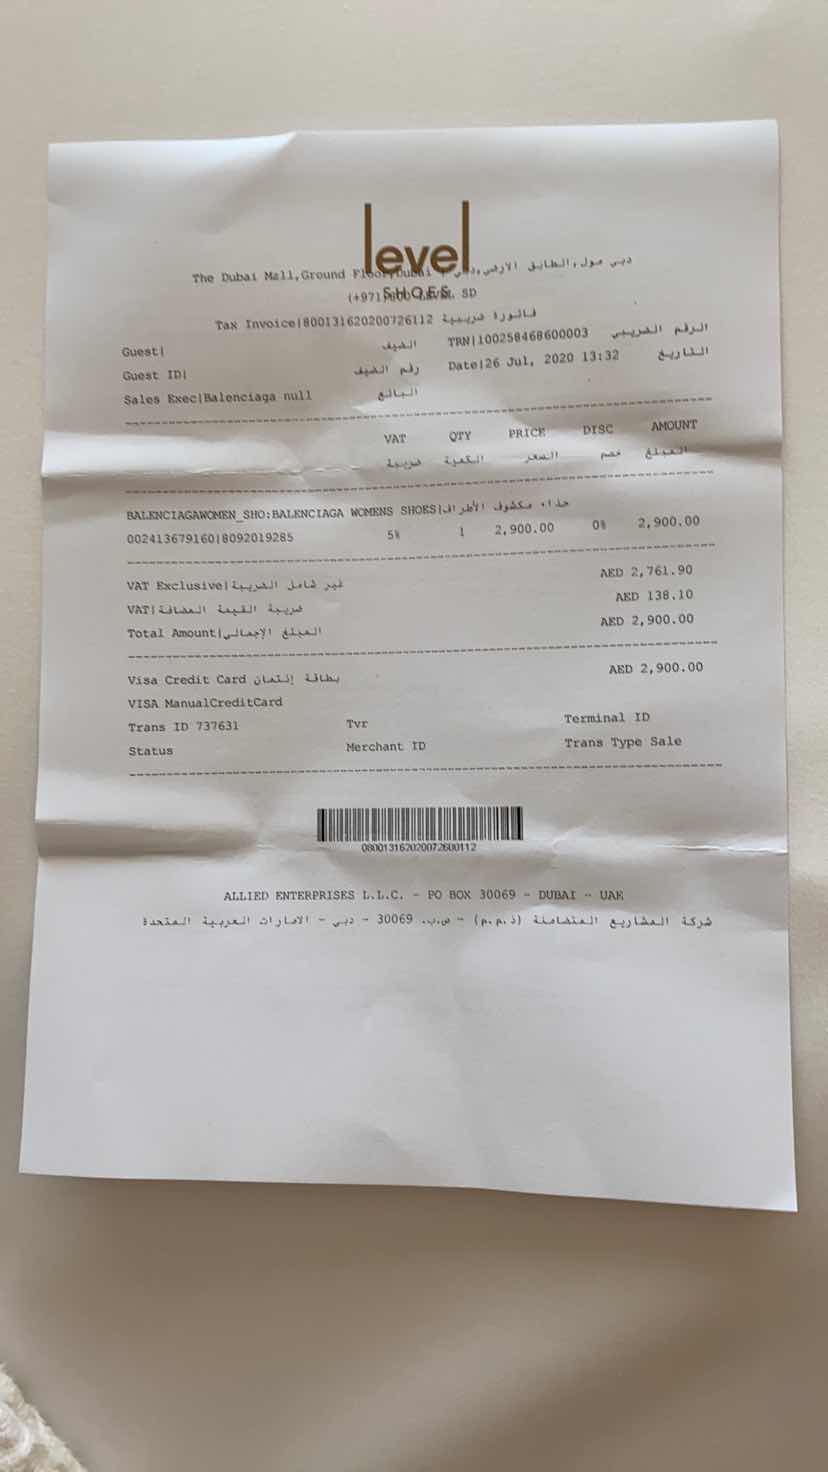 level
SHOES
The Dubai Mall,Ground Floor,Dubai دبي مول,الطابق الارضي,دبي
(+971)800 LEVEL SD
Tax Invoice|800131620200726112 فاتورة ضريبية
Guest| الضيف TRN|100258468600003 الرقم الضريبي
Guest ID| رقم الضيف Date|26 Jul, 2020 13:32 التاريخ
Sales Exec|Balenciaga null البائع
VAT QTY PRICE DISC AMOUNT
ضريبة الكمية السعر خصم المبلغ
BALENCIAGAWOMEN_SHO:BALENCIAGA WOMENS SHOES|حذاء مكشوف الأطراف
002413679160|8092019285 5% 1 2,900.00 0% 2,900.00
VAT Exclusive|غير شامل الضريبة AED 2,761.90
VAT|ضريبة القيمة المضافة AED 138.10
Total Amount|المبلغ الإجمالي AED 2,900.00
Visa Credit Card بطاقة إئتمان AED 2,900.00
VISA ManualCreditCard
Trans ID 737631 Tvr Terminal ID
Status Merchant ID Trans Type Sale
080013162020072600112
ALLIED ENTERPRISES L.L.C. - PO BOX 30069 - DUBAI - UAE
شركة المشاريع المتضامنة (ذ.م.م) - ص.ب. 30069 - دبي - الامارات العربية المتحدة